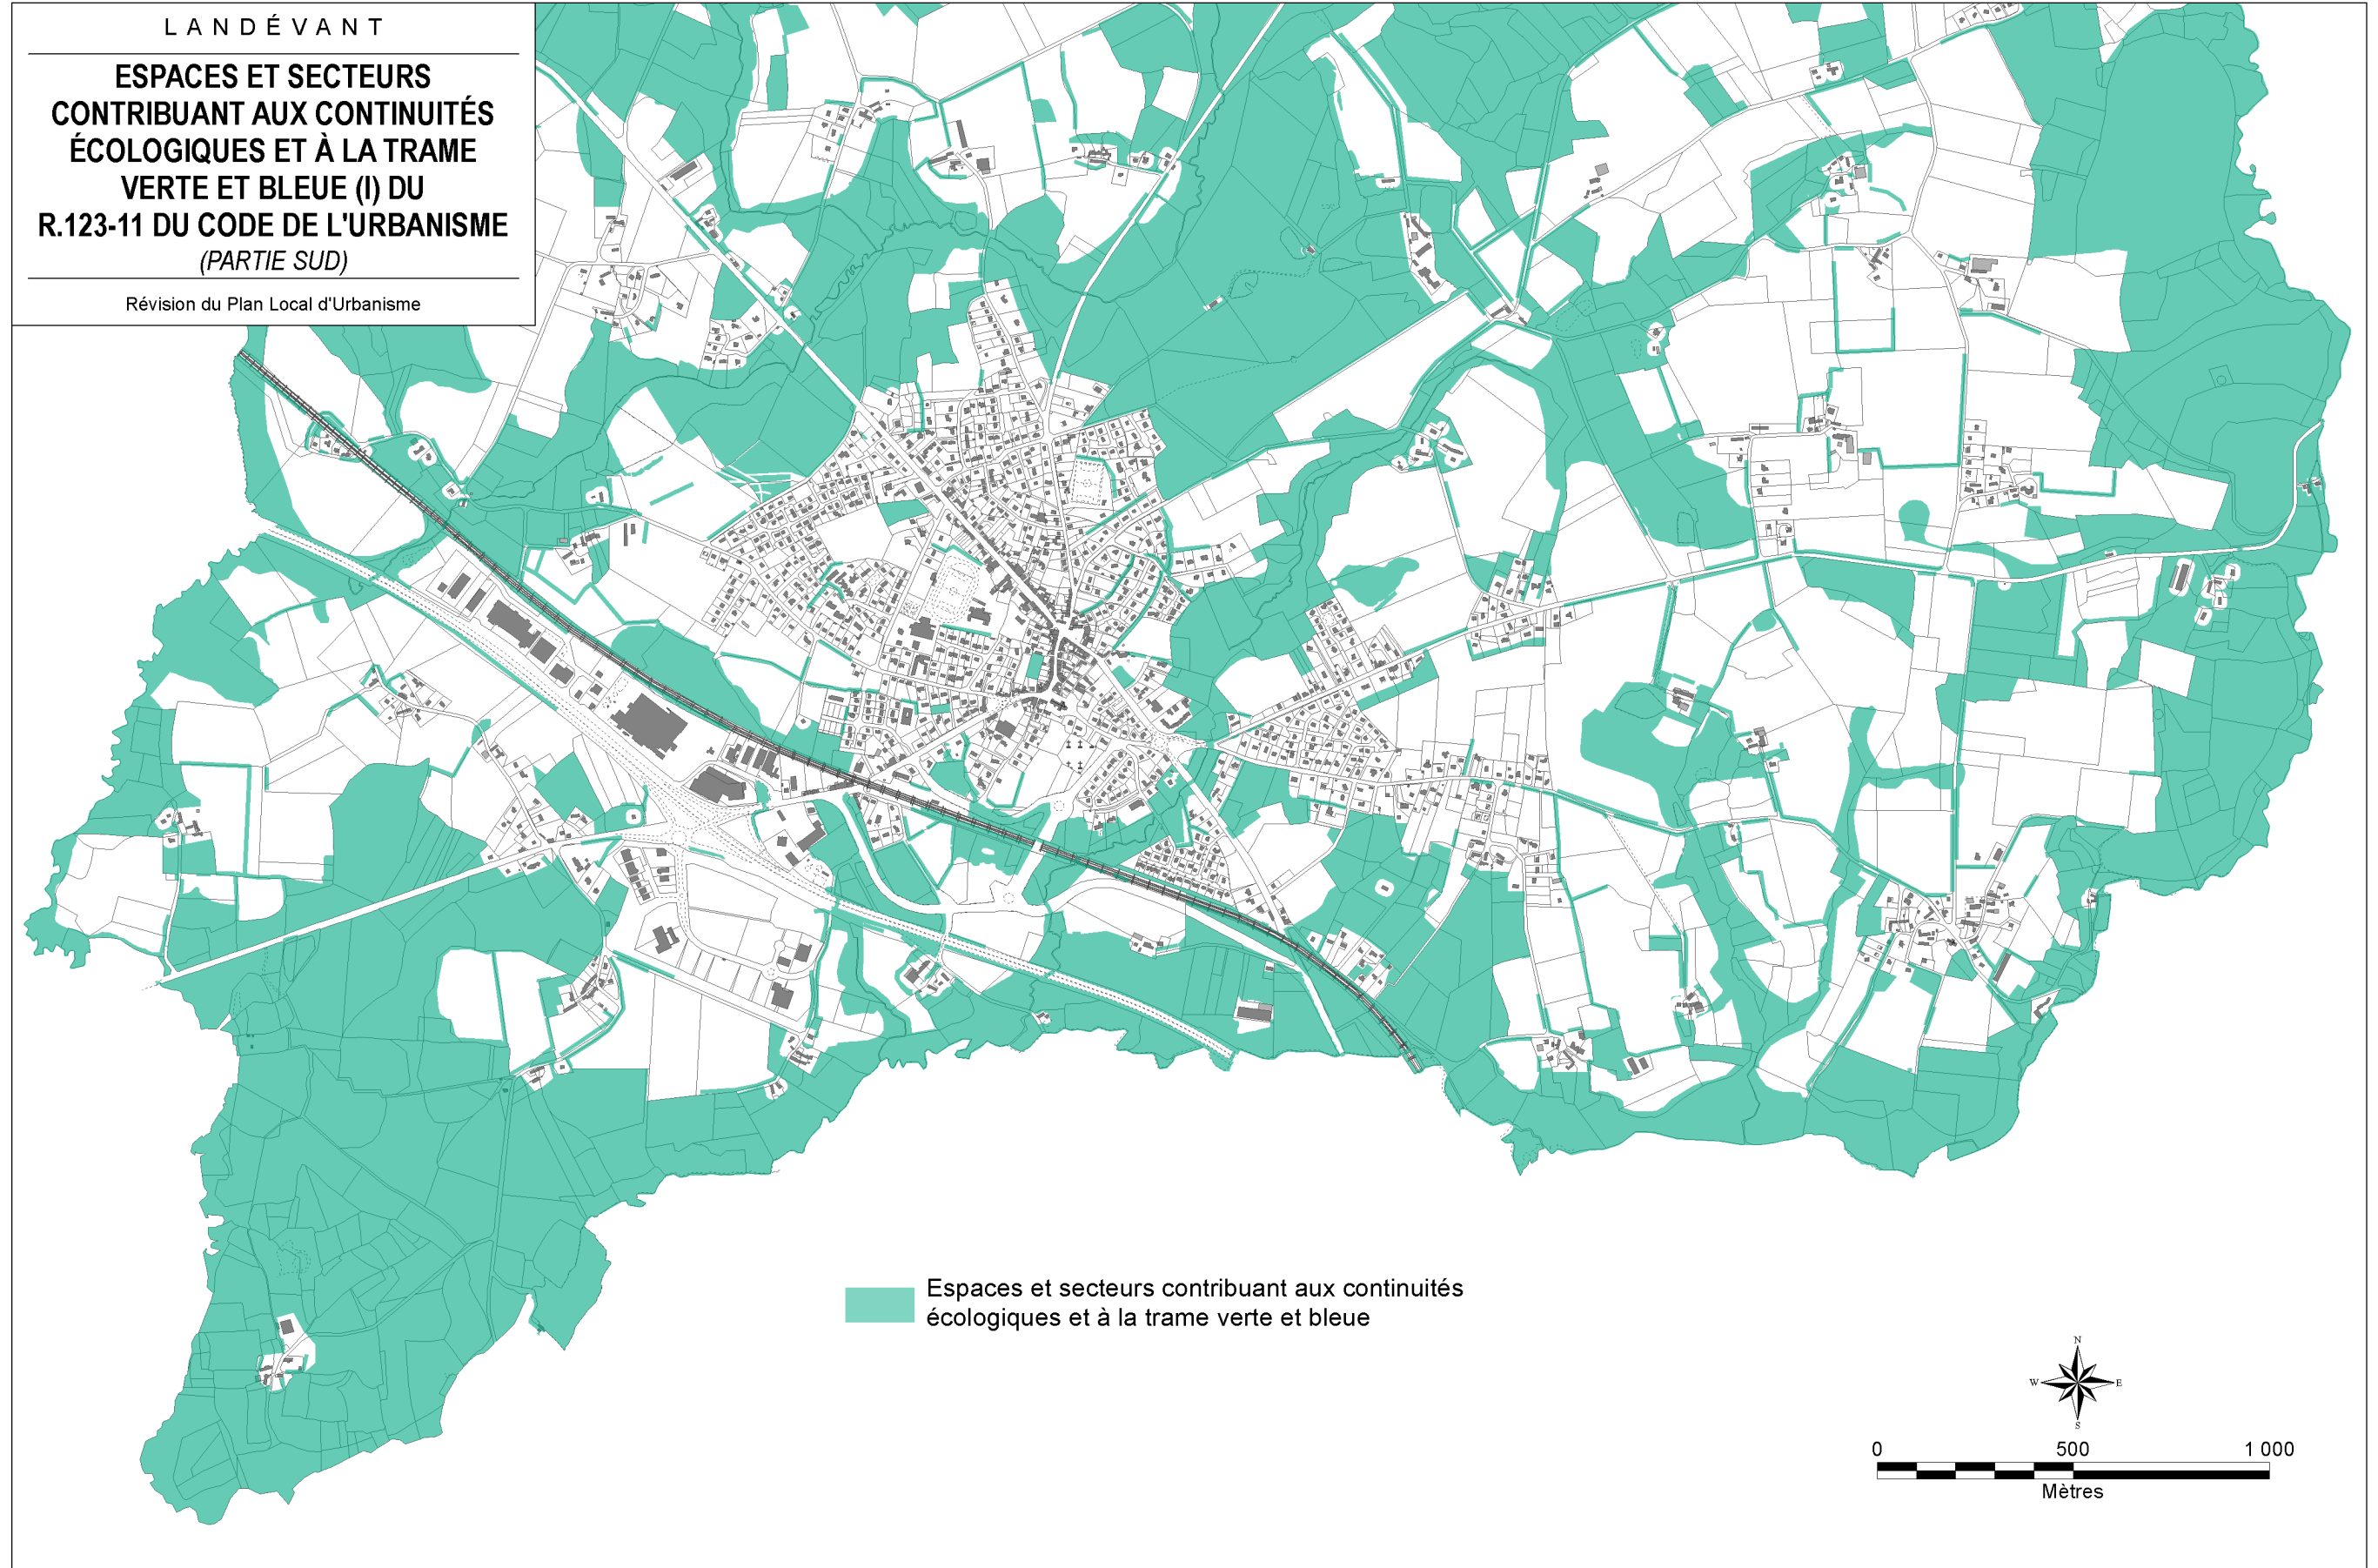 LANDÉVANT
ESPACES ET SECTEURS
CONTRIBUANT AUX CONTINUITÉS
ÉCOLOGIQUES ET À LA TRAME
VERTE ET BLEUE (I) DU
R.123-11 DU CODE DE L'URBANISME
(PARTIE SUD)
Révision du Plan Local d'Urbanisme
Espaces et secteurs contribuant aux continuités
écologiques et à la trame verte et bleue
N
W E
S
0 500 1 000
Mètres